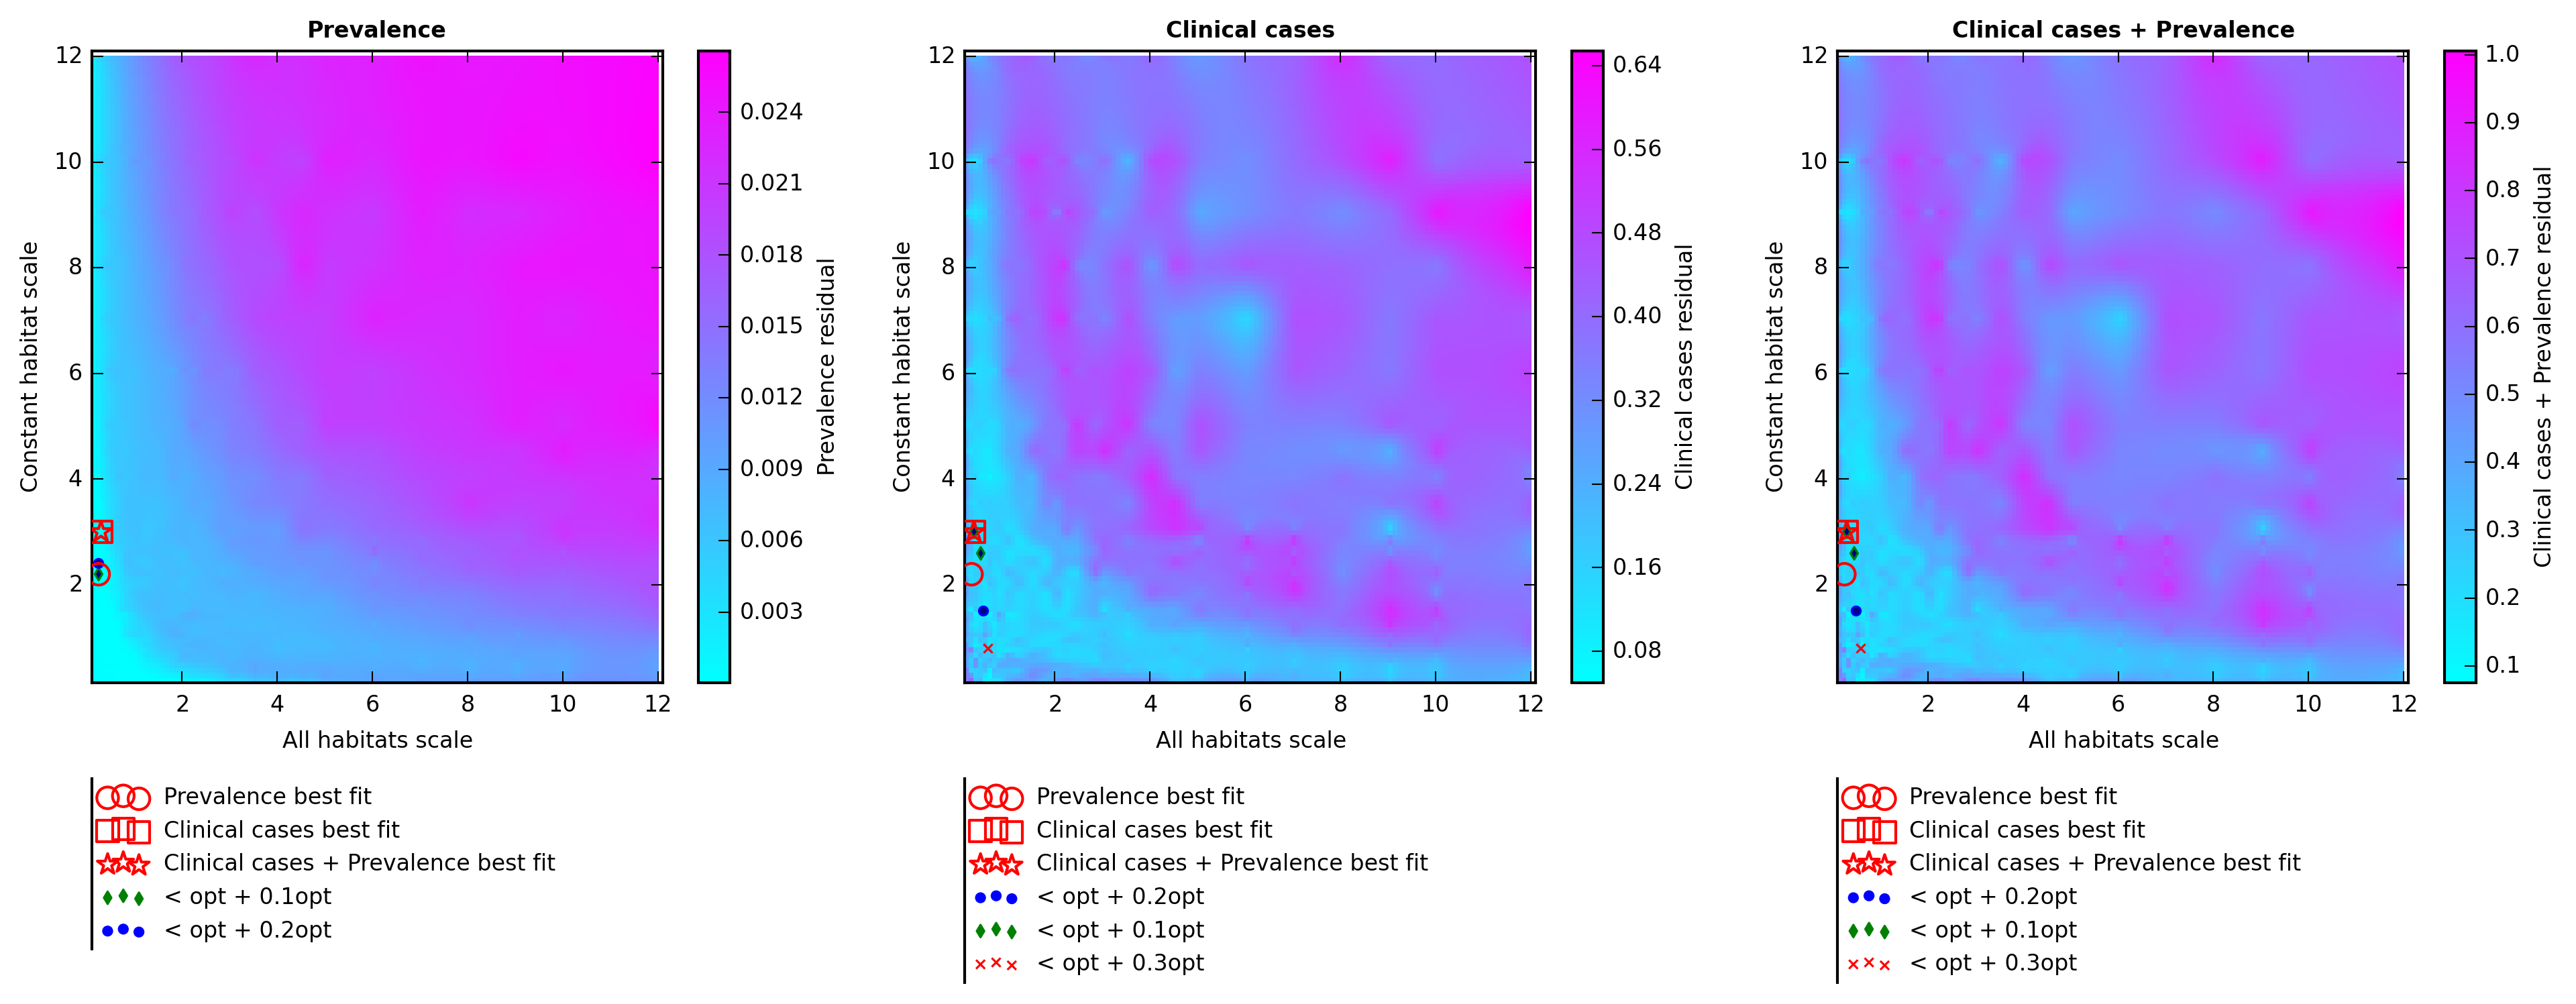 Prevalence
12
10
8
6
4
2
2 4 6 8 10 12
Constant habitat scale
All habitats scale
0.024
0.021
0.018
0.015
0.012
0.009
0.006
0.003
Prevalence residual
Prevalence best fit
Clinical cases best fit
Clinical cases + Prevalence best fit
< opt + 0.1opt
< opt + 0.2opt
Clinical cases
12
10
8
6
4
2
2 4 6 8 10 12
Constant habitat scale
All habitats scale
0.64
0.56
0.48
0.40
0.32
0.24
0.16
0.08
Clinical cases residual
Prevalence best fit
Clinical cases best fit
Clinical cases + Prevalence best fit
< opt + 0.2opt
< opt + 0.1opt
< opt + 0.3opt
Clinical cases + Prevalence
12
10
8
6
4
2
2 4 6 8 10 12
Constant habitat scale
All habitats scale
1.0
0.9
0.8
0.7
0.6
0.5
0.4
0.3
0.2
0.1
Clinical cases + Prevalence residual
Prevalence best fit
Clinical cases best fit
Clinical cases + Prevalence best fit
< opt + 0.2opt
< opt + 0.1opt
< opt + 0.3opt